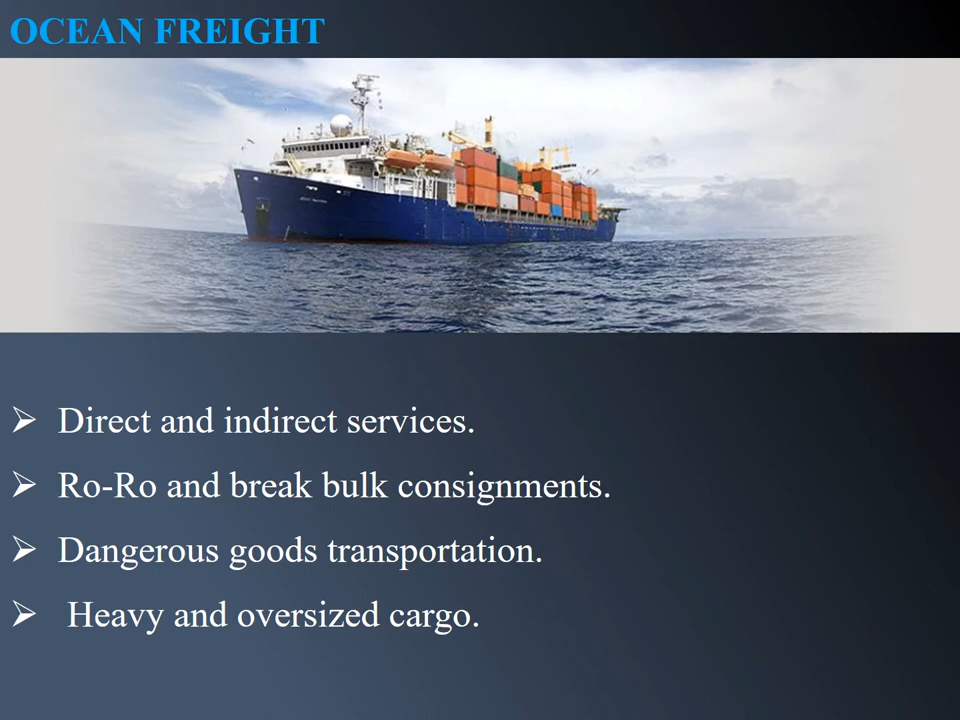 OCEAN FREIGHT
➢ Direct and indirect services.
➢ Ro-Ro and break bulk consignments.
➢ Dangerous goods transportation.
➢ Heavy and oversized cargo.